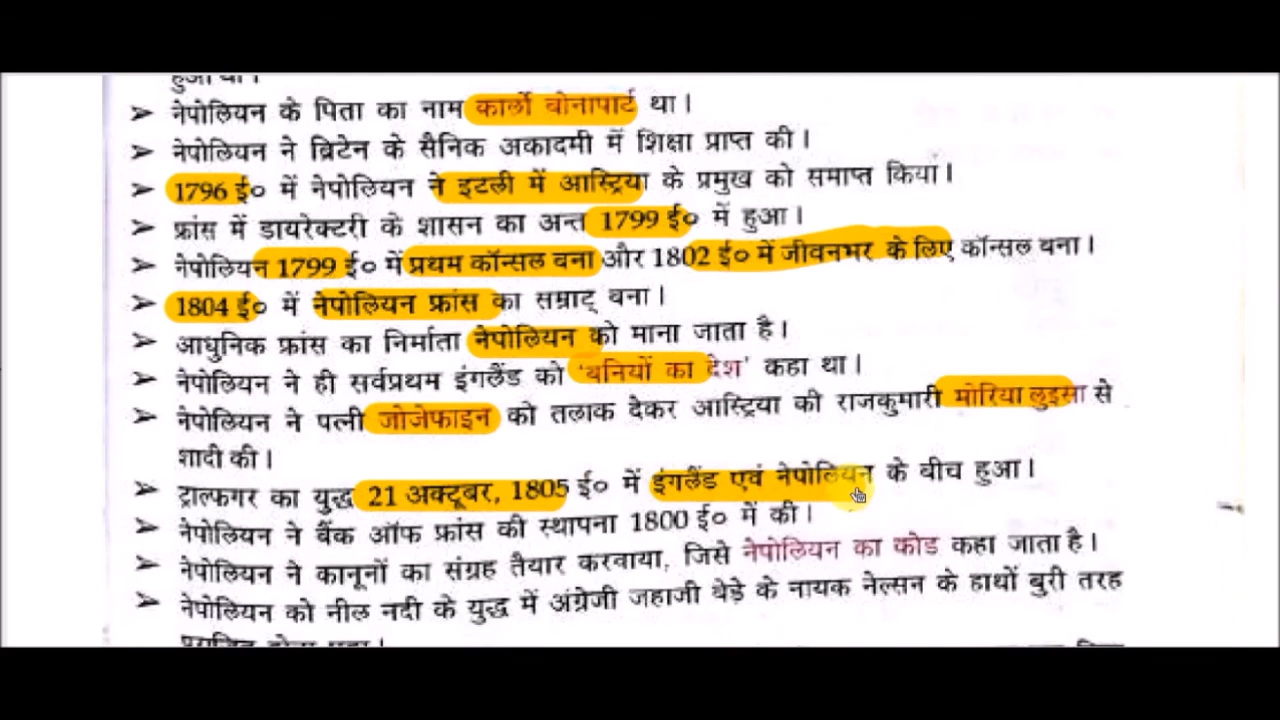 हुआ था।
➢ नेपोलियन के पिता का नाम कार्लो बोनापार्ट था।
➢ नेपोलियन ने ब्रिटेन के सैनिक अकादमी में शिक्षा प्राप्त की।
➢ 1796 ई० में नेपोलियन ने इटली में आस्ट्रिया के प्रमुख को समाप्त किया।
➢ फ्रांस में डायरेक्टरी के शासन का अन्त 1799 ई० में हुआ।
➢ नेपोलियन 1799 ई० में प्रथम कॉन्सल बना और 1802 ई० में जीवनभर के लिए कॉन्सल बना।
➢ 1804 ई० में नेपोलियन फ्रांस का सम्राट् बना।
➢ आधुनिक फ्रांस का निर्माता नेपोलियन को माना जाता है।
➢ नेपोलियन ने ही सर्वप्रथम इंगलैंड को 'बनियों का देश' कहा था।
➢ नेपोलियन ने पत्नी जोजेफाइन को तलाक देकर आस्ट्रिया की राजकुमारी मोरिया लुइसा से
शादी की।
➢ ट्राल्फगर का युद्ध 21 अक्टूबर, 1805 ई० में इंगलैंड एवं नेपोलियन के बीच हुआ।
➢ नेपोलियन ने बैंक ऑफ फ्रांस की स्थापना 1800 ई० में की।
➢ नेपोलियन ने कानूनों का संग्रह तैयार करवाया, जिसे नेपोलियन का कोड कहा जाता है।
➢ नेपोलियन को नील नदी के युद्ध में अंग्रेजी जहाजी बेड़े के नायक नेल्सन के हाथों बुरी तरह
पराजित होना पड़ा।